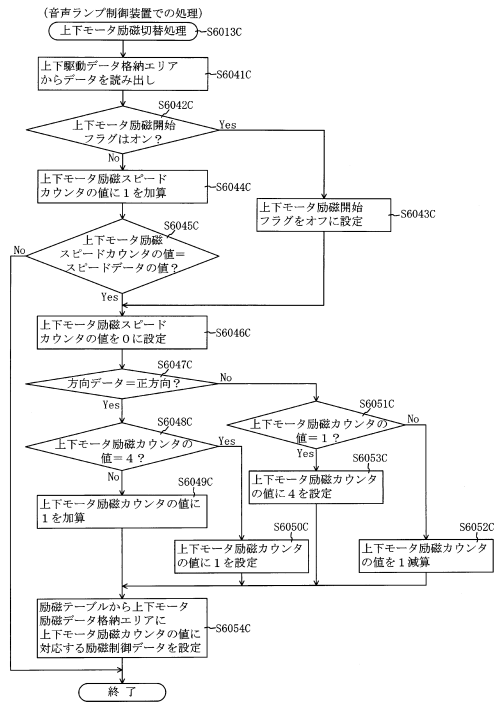 (音声ランプ制御装置での処理)
上下モータ励磁切替処理
S6013C
上下駆動データ格納エリア
からデータを読み出し
S6041C
S6042C
上下モータ励磁開始
フラグはオン?
Yes
No
上下モータ励磁スピード
カウンタの値に1を加算
S6044C
上下モータ励磁開始
フラグをオフに設定
S6043C
S6045C
上下モータ励磁
スピードカウンタの値=
スピードデータの値?
No
Yes
上下モータ励磁スピード
カウンタの値を0に設定
S6046C
S6047C
方向データ=正方向?
No
Yes
S6048C
上下モータ励磁カウンタの
値=4?
Yes
No
S6051C
上下モータ励磁カウンタの
値=1?
No
Yes
S6053C
上下モータ励磁カウンタ
の値に4を設定
S6049C
上下モータ励磁カウンタの値に
1を加算
S6050C
上下モータ励磁カウンタ
の値に1を設定
S6052C
上下モータ励磁カウンタ
の値を1減算
励磁テーブルから上下モータ
励磁データ格納エリアに
上下モータ励磁カウンタの値に
対応する励磁制御データを設定
S6054C
終了